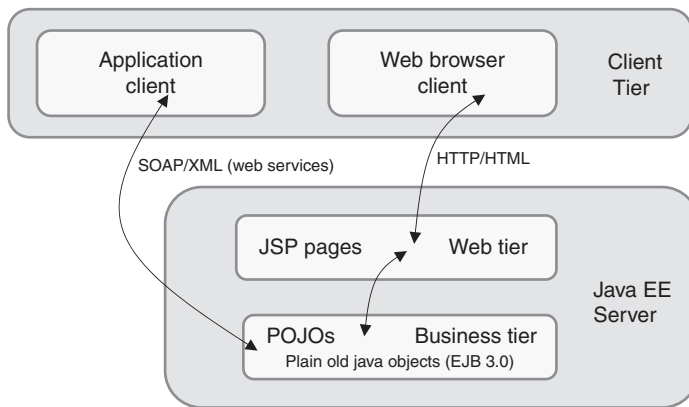 Application
client
Web browser
client
Client
Tier
SOAP/XML (web services)
HTTP/HTML
JSP pages
Web tier
Java EE
Server
POJOs
Business tier
Plain old java objects (EJB 3.0)